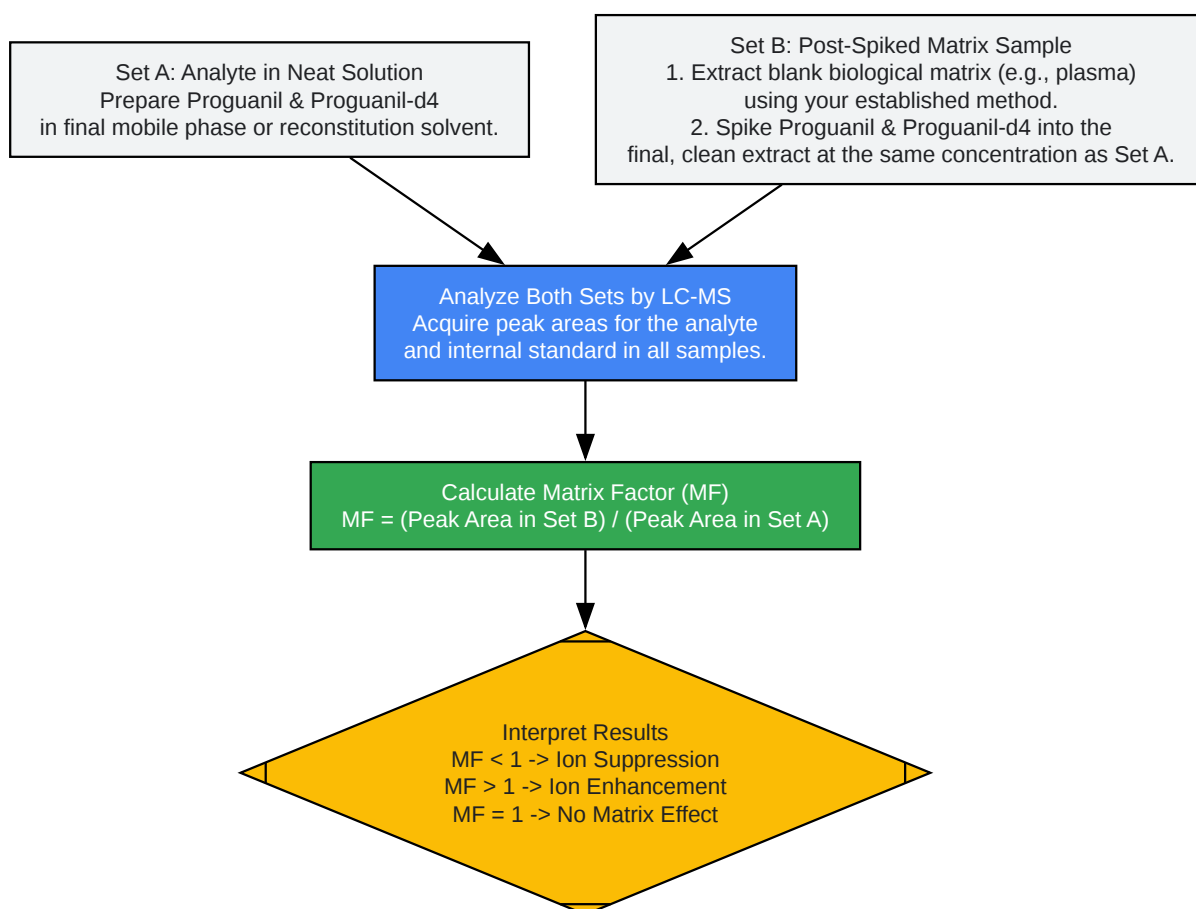 Set A: Analyte in Neat Solution
Prepare Proguanil & Proguanil-d4
in final mobile phase or reconstitution solvent.
Set B: Post-Spiked Matrix Sample
1. Extract blank biological matrix (e.g., plasma)
using your established method.
2. Spike Proguanil & Proguanil-d4 into the
final, clean extract at the same concentration as Set A.
Analyze Both Sets by LC-MS
Acquire peak areas for the analyte
and internal standard in all samples.
Calculate Matrix Factor (MF)
MF = (Peak Area in Set B) / (Peak Area in Set A)
Interpret Results
MF < 1 -> Ion Suppression
MF > 1 -> Ion Enhancement
MF = 1 -> No Matrix Effect